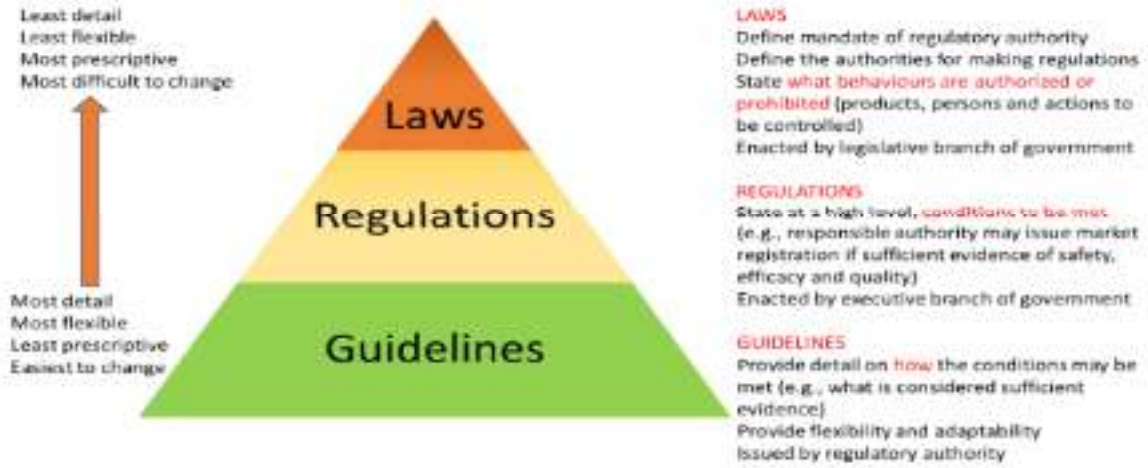 Least detail
Least flexible
Most prescriptive
Most difficult to change
Most detail
Most flexible
Least prescriptive
Easiest to change
Laws
Regulations
Guidelines
LAWS
Define mandate of regulatory authority
Define the authorities for making regulations
State what behaviours are authorized or
prohibited (products, persons and actions to
be controlled)
Enacted by legislative branch of government
REGULATIONS
State at a high level, conditions to be met
(e.g., responsible authority may issue market
registration if sufficient evidence of safety,
efficacy and quality)
Enacted by executive branch of government
GUIDELINES
Provide detail on how the conditions may be
met (e.g., what is considered sufficient
evidence)
Provide flexibility and adaptability
Issued by regulatory authority